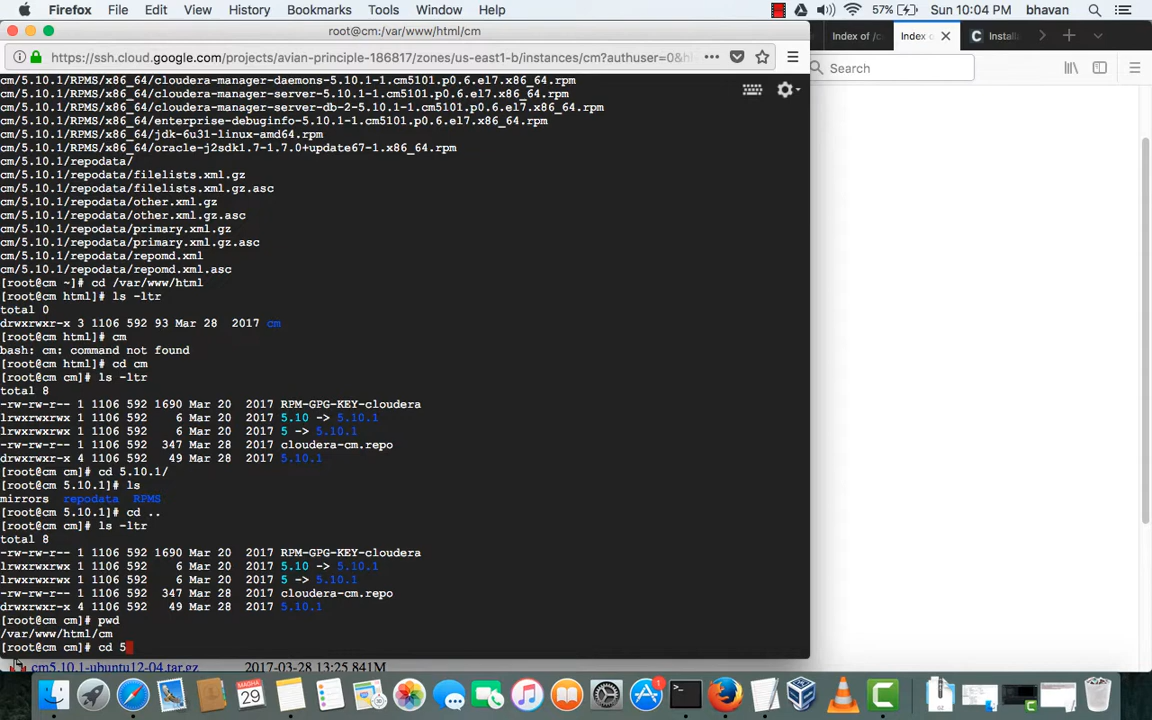 Firefox File Edit View History Bookmarks Tools Window Help 57% Sun 10:04 PM bhavan
root@cm:/var/www/html/cm
Index of /c Index o Install
https://ssh.cloud.google.com/projects/avian-principle-186817/zones/us-east1-b/instances/cm?authuser=0&h
Search
cm/5.10.1/RPMS/x86_64/cloudera-manager-daemons-5.10.1-1.cm5101.p0.6.el7.x86_64.rpm
cm/5.10.1/RPMS/x86_64/cloudera-manager-server-5.10.1-1.cm5101.p0.6.el7.x86_64.rpm
cm/5.10.1/RPMS/x86_64/cloudera-manager-server-db-2-5.10.1-1.cm5101.p0.6.el7.x86_64.rpm
cm/5.10.1/RPMS/x86_64/enterprise-debuginfo-5.10.1-1.cm5101.p0.6.el7.x86_64.rpm
cm/5.10.1/RPMS/x86_64/jdk-6u31-linux-amd64.rpm
cm/5.10.1/RPMS/x86_64/oracle-j2sdk1.7-1.7.0+update67-1.x86_64.rpm
cm/5.10.1/repodata/
cm/5.10.1/repodata/filelists.xml.gz
cm/5.10.1/repodata/filelists.xml.gz.asc
cm/5.10.1/repodata/other.xml.gz
cm/5.10.1/repodata/other.xml.gz.asc
cm/5.10.1/repodata/primary.xml.gz
cm/5.10.1/repodata/primary.xml.gz.asc
cm/5.10.1/repodata/repomd.xml
cm/5.10.1/repodata/repomd.xml.asc
[root@cm ~]# cd /var/www/html
[root@cm html]# ls -ltr
total 0
drwxrwxr-x 3 1106 592 93 Mar 28 2017 cm
[root@cm html]# cm
bash: cm: command not found
[root@cm html]# cd cm
[root@cm cm]# ls -ltr
total 8
-rw-rw-r-- 1 1106 592 1690 Mar 20 2017 RPM-GPG-KEY-cloudera
lrwxrwxrwx 1 1106 592 6 Mar 20 2017 5.10 -> 5.10.1
lrwxrwxrwx 1 1106 592 6 Mar 20 2017 5 -> 5.10.1
-rw-rw-r-- 1 1106 592 347 Mar 28 2017 cloudera-cm.repo
drwxrwxr-x 4 1106 592 49 Mar 28 2017 5.10.1
[root@cm cm]# cd 5.10.1/
[root@cm 5.10.1]# ls
mirrors repodata RPMS
[root@cm 5.10.1]# cd ..
[root@cm cm]# ls -ltr
total 8
-rw-rw-r-- 1 1106 592 1690 Mar 20 2017 RPM-GPG-KEY-cloudera
lrwxrwxrwx 1 1106 592 6 Mar 20 2017 5.10 -> 5.10.1
lrwxrwxrwx 1 1106 592 6 Mar 20 2017 5 -> 5.10.1
-rw-rw-r-- 1 1106 592 347 Mar 28 2017 cloudera-cm.repo
drwxrwxr-x 4 1106 592 49 Mar 28 2017 5.10.1
[root@cm cm]# pwd
/var/www/html/cm
[root@cm cm]# cd 5
cm5.10.1-ubuntu12-04.tar.gz 2017-03-28 13:25 841M
29
1